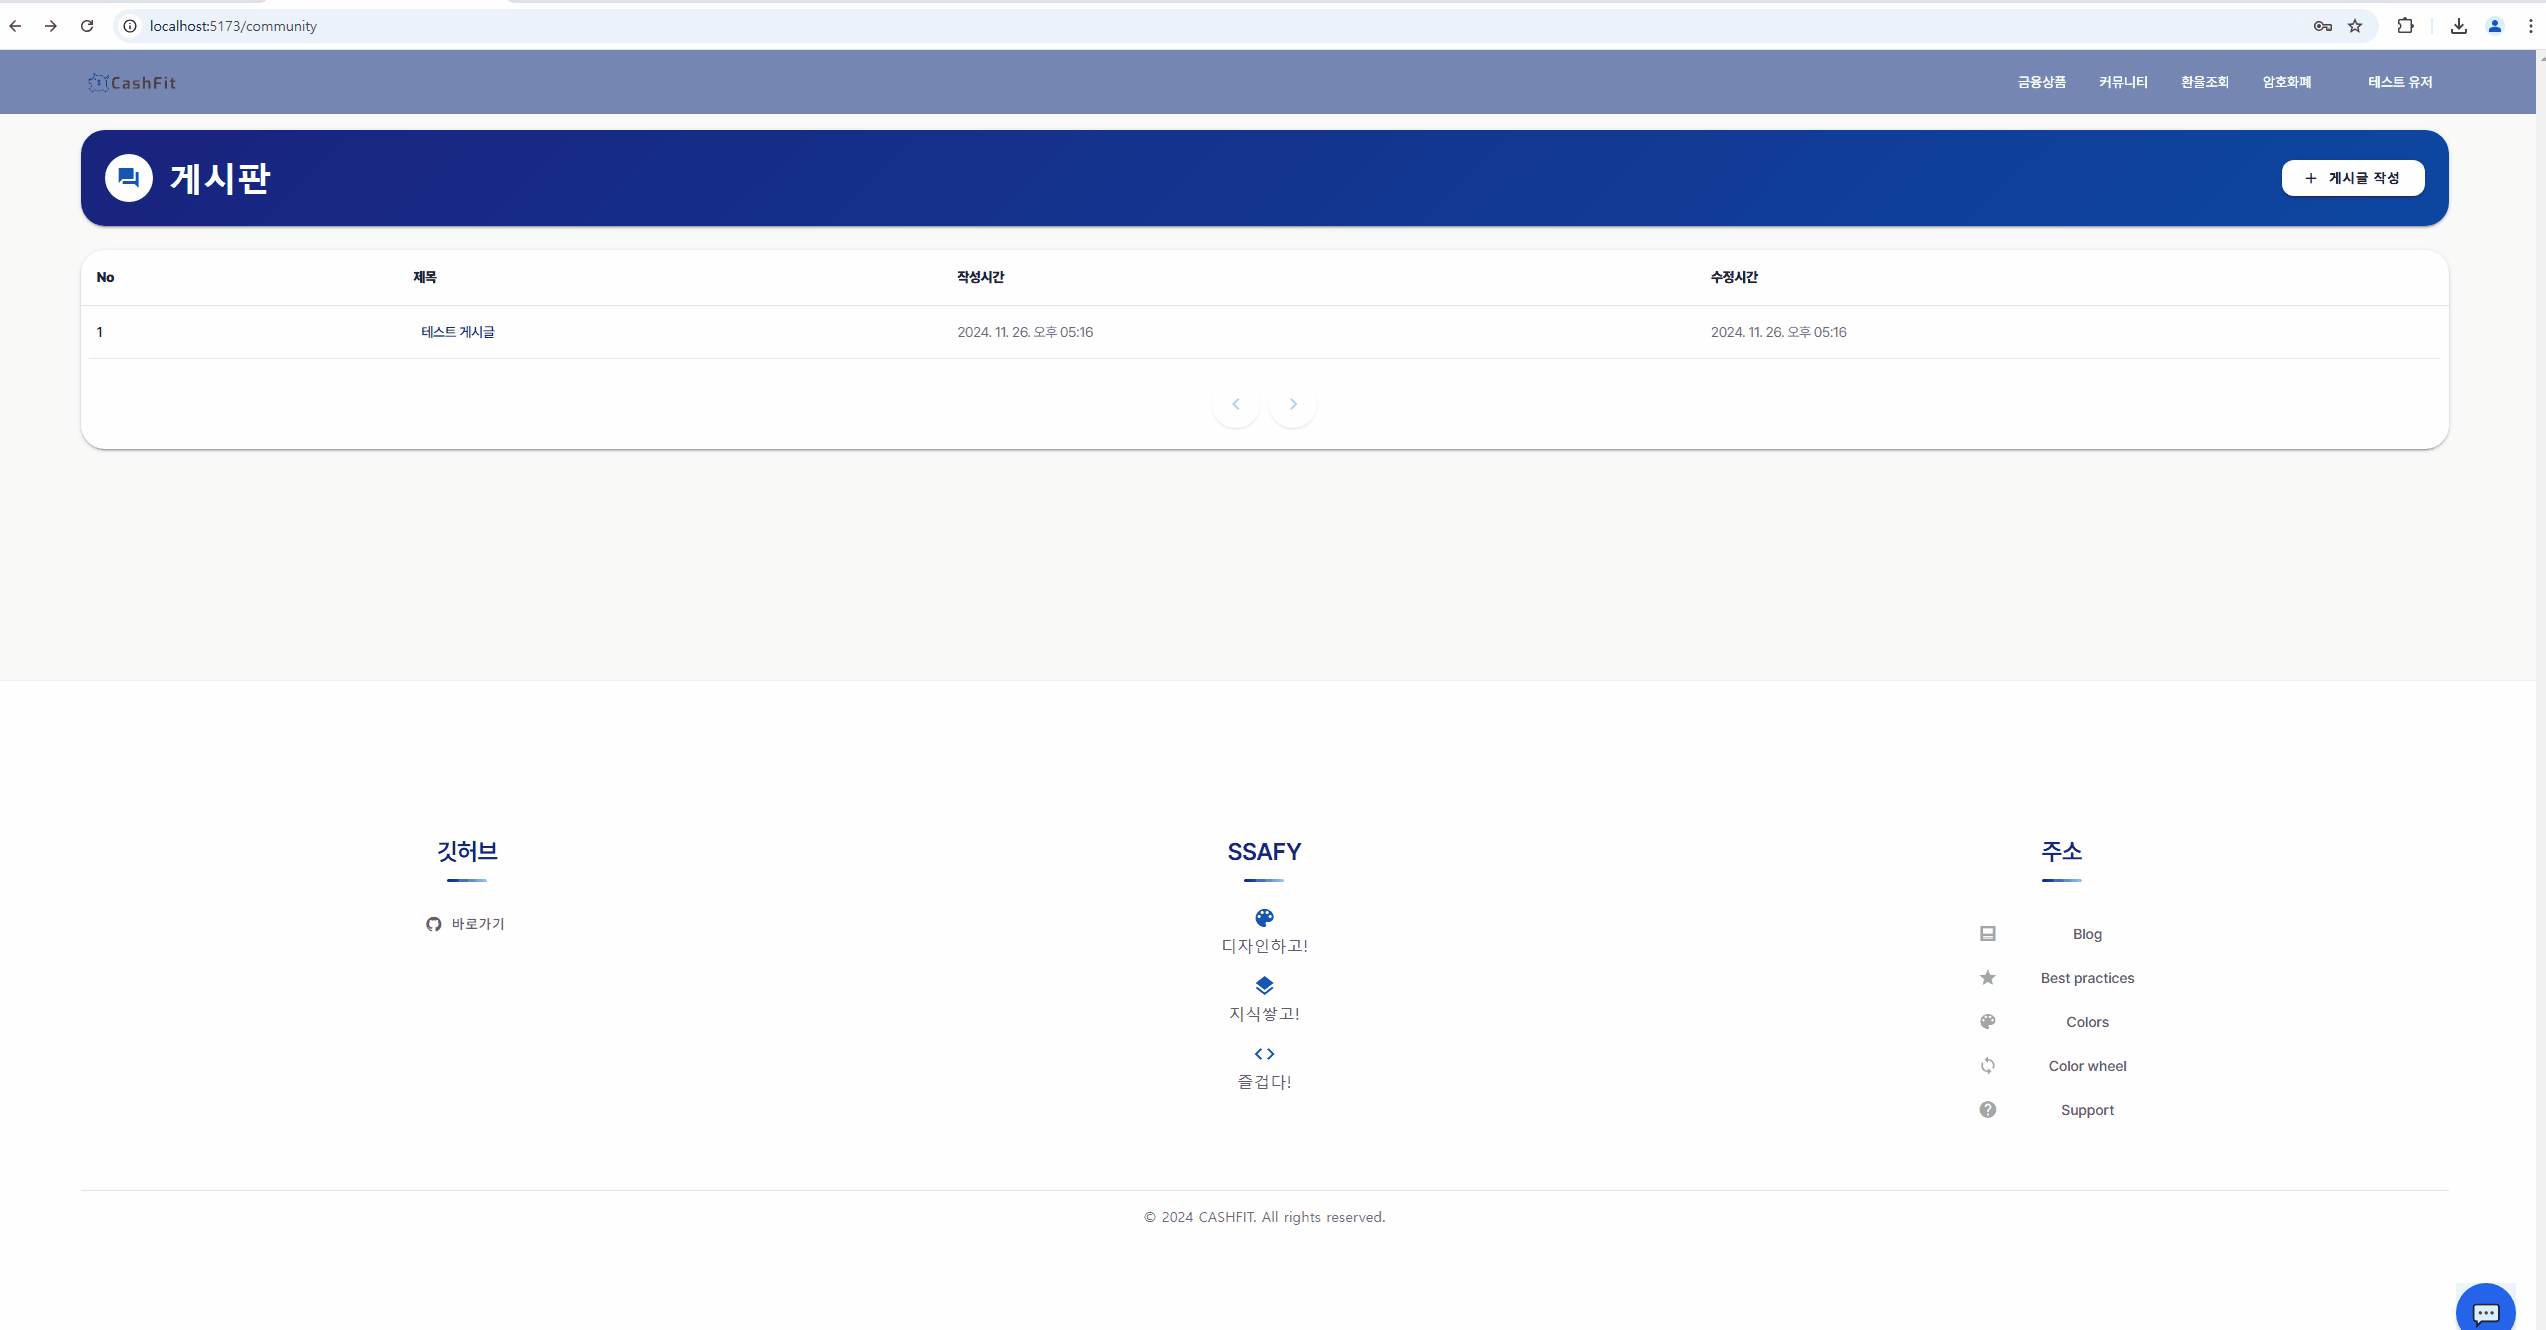 localhost:5173/community
CashFit
금융상품 커뮤니티 환율조회 암호화폐 테스트 유저
게시판
+ 게시글 작성
No 제목 작성시간 수정시간
1 테스트 게시글 2024. 11. 26. 오후 05:16 2024. 11. 26. 오후 05:16
깃허브
바로가기
SSAFY
디자인하고!
지식쌓고!
즐겁다!
주소
Blog
Best practices
Colors
Color wheel
Support
© 2024 CASHFIT. All rights reserved.